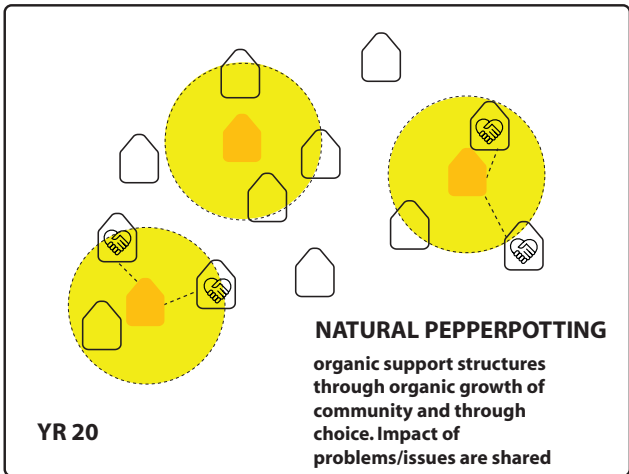 NATURAL PEPPERPOTTING
organic support structures
through organic growth of
community and through
choice. Impact of
problems/issues are shared
YR 20